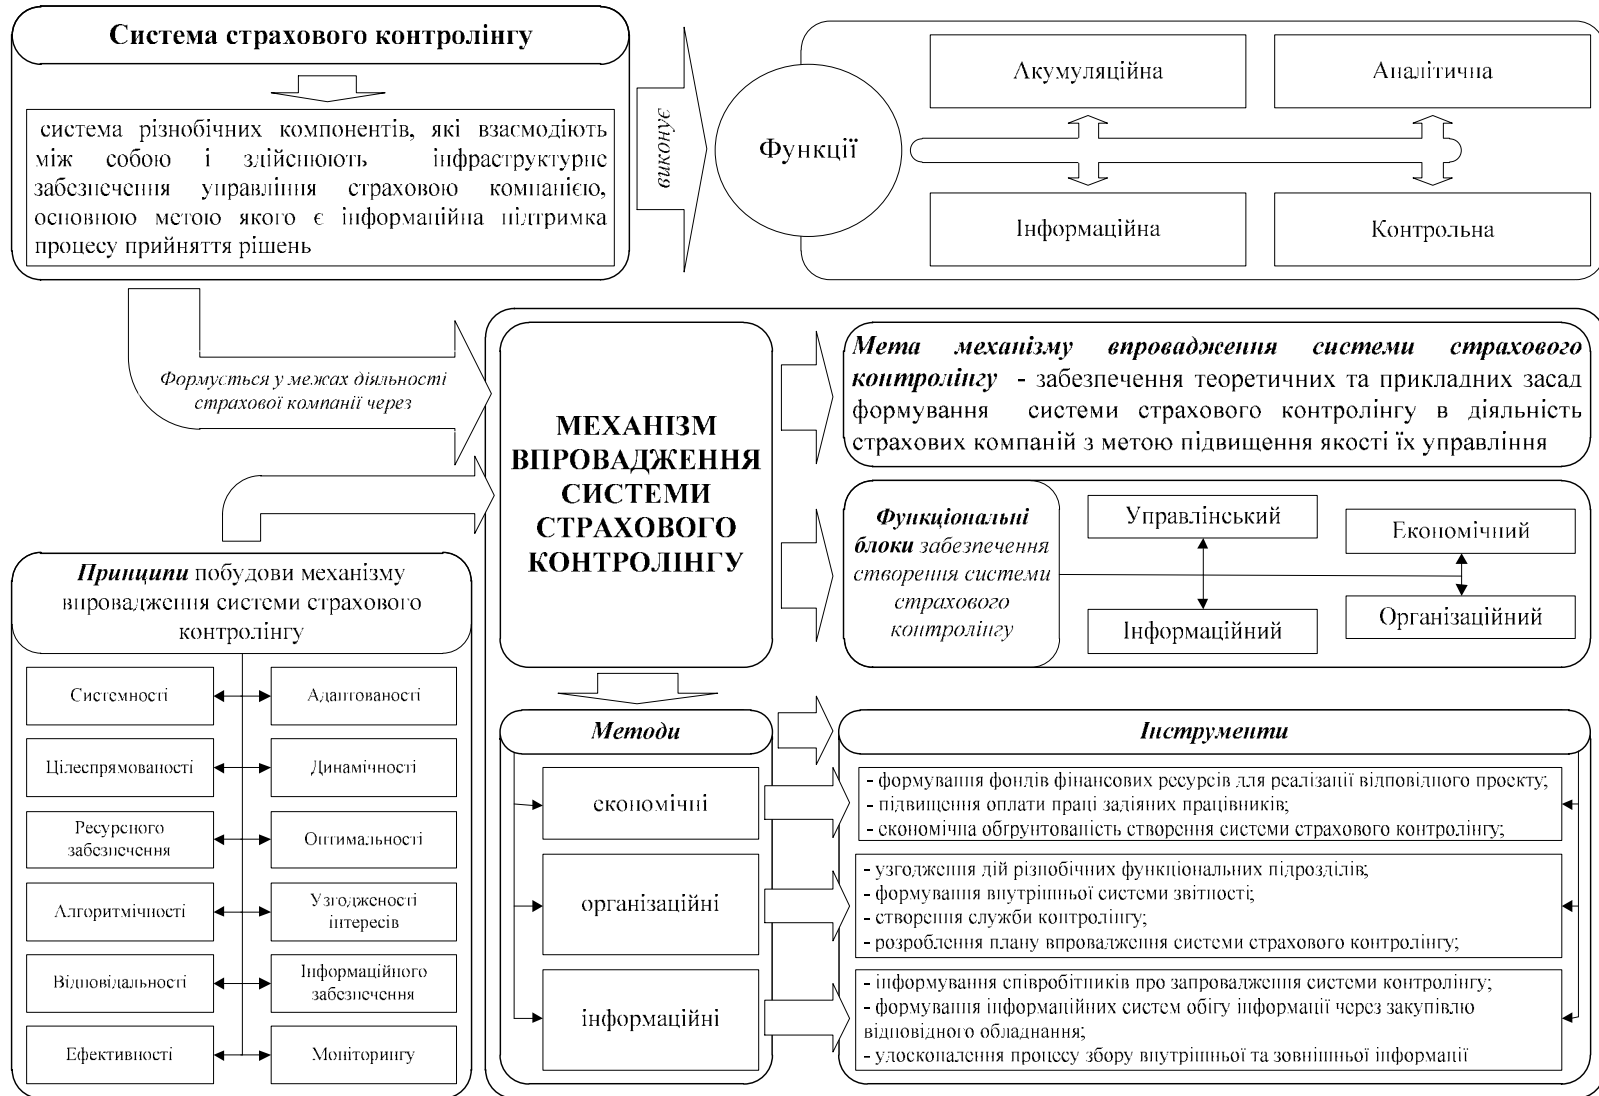 Система страхового контролінгу
система різнобічних компонентів, які взаємодіють
між собою і здійснюють інфраструктурне
забезпечення управління страховою компанією,
основною метою якого є інформаційна підтримка
процесу прийняття рішень
виконує
Функції
Акумуляційна
Аналітична
Інформаційна
Контрольна
Формується у межах діяльності
страхової компанії через
МЕХАНІЗМ
ВПРОВАДЖЕННЯ
СИСТЕМИ
СТРАХОВОГО
КОНТРОЛІНГУ
Мета механізму впровадження системи страхового
контролінгу - забезпечення теоретичних та прикладних засад
формування системи страхового контролінгу в діяльність
страхових компаній з метою підвищення якості їх управління
Функціональні
блоки забезпечення
створення системи
страхового
контролінгу
Управлінський
Економічний
Інформаційний
Організаційний
Принципи побудови механізму
впровадження системи страхового
контролінгу
Системності
Адаптованості
Цілеспрямованості
Динамічності
Ресурсного
забезпечення
Оптимальності
Алгоритмічності
Узгодженості
інтересів
Відповідальності
Інформаційного
забезпечення
Ефективності
Моніторингу
Методи
економічні
організаційні
інформаційні
Інструменти
- формування фондів фінансових ресурсів для реалізації відповідного проекту;
- підвищення оплати праці задіяних працівників;
- економічна обґрунтованість створення системи страхового контролінгу;
- узгодження дій різнобічних функціональних підрозділів;
- формування внутрішньої системи звітності;
- створення служби контролінгу;
- розроблення плану впровадження системи страхового контролінгу;
- інформування співробітників про запровадження системи контролінгу;
- формування інформаційних систем обігу інформації через закупівлю
відповідного обладнання;
- удосконалення процесу збору внутрішньої та зовнішньої інформації